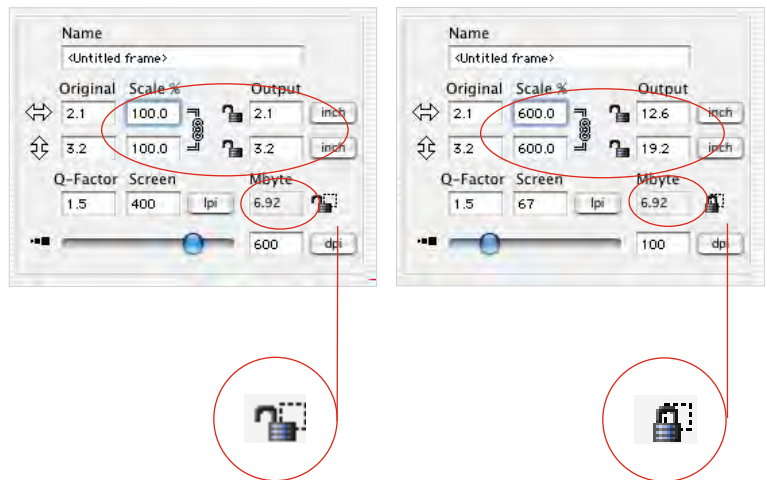 Name
<Untitled frame>
Original Scale % Output
2.1 100.0 2.1 inch
3.2 100.0 3.2 inch
Q-Factor Screen Mbyte
1.5 400 lpi 6.92
600 dpi
Name
<Untitled frame>
Original Scale % Output
2.1 600.0 12.6 inch
3.2 600.0 19.2 inch
Q-Factor Screen Mbyte
1.5 67 lpi 6.92
100 dpi